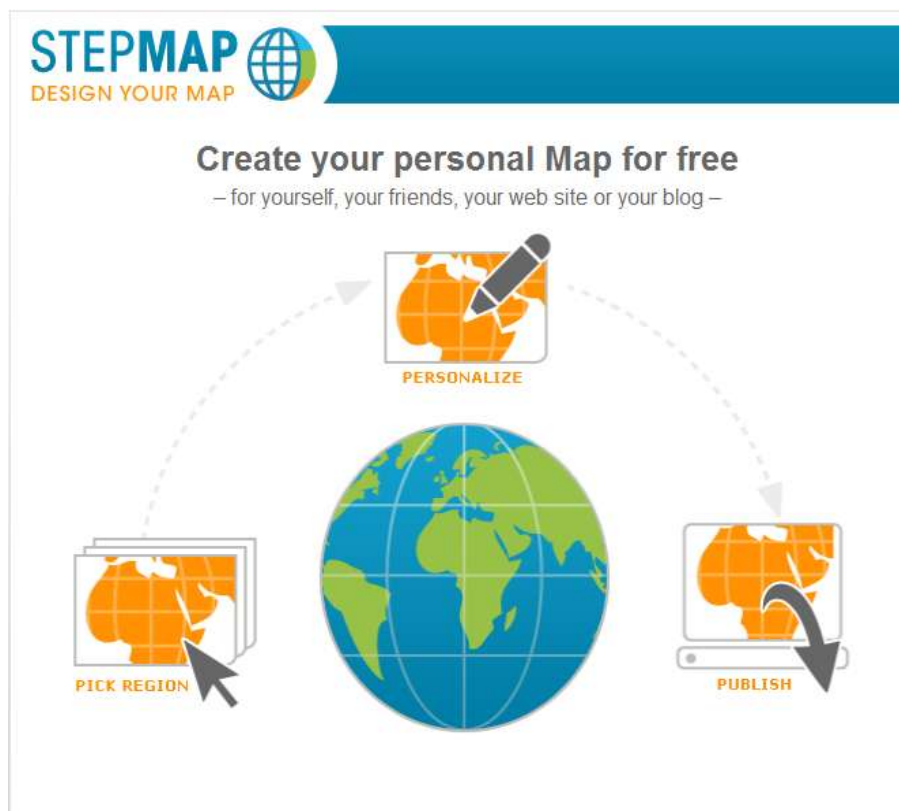 STEPMAP
DESIGN YOUR MAP
Create your personal Map for free
– for yourself, your friends, your web site or your blog –
PERSONALIZE
PICK REGION
PUBLISH